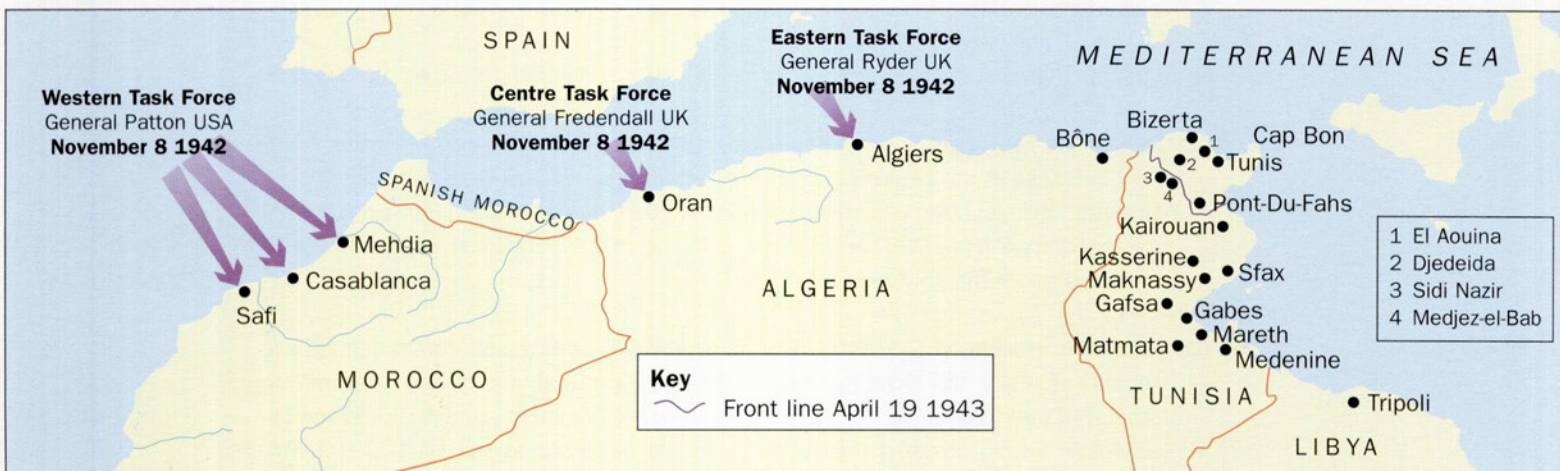 SPAIN
Eastern Task Force
General Ryder UK
November 8 1942
MEDITERRANEAN SEA
Western Task Force
General Patton USA
November 8 1942
Centre Task Force
General Fredendall UK
November 8 1942
Algiers
Bône
Bizerta
Cap Bon
1
2
Tunis
3
4
Pont-Du-Fahs
SPANISH MOROCCO
Oran
Kairouan
Mehdia
Casablanca
Safi
ALGERIA
Kasserine
Maknassy
Sfax
Gafsa
Gabes
Mareth
Matmata
Medenine
1 El Aouina
2 Djedeida
3 Sidi Nazir
4 Medjez-el-Bab
MOROCCO
Key
Front line April 19 1943
TUNISIA
Tripoli
LIBYA